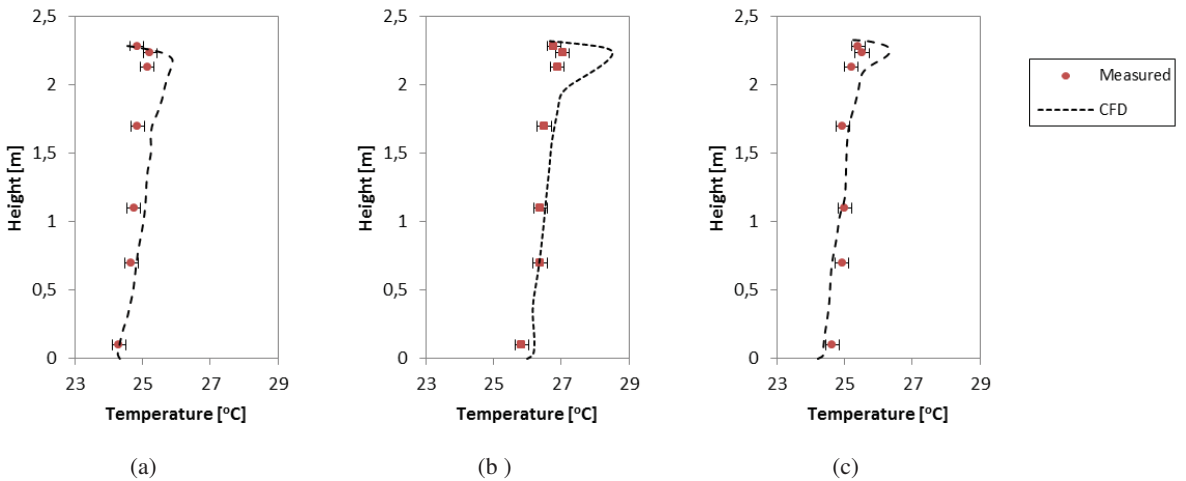 2,5
2
1,5
1
0,5
0
23
25
27
29
Height [m]
Temperature [°C]
(a)
2,5
2
1,5
1
0,5
0
23
25
27
29
Height [m]
Temperature [°C]
(b )
2,5
2
1,5
1
0,5
0
23
25
27
29
Height [m]
Temperature [°C]
(c)
Measured
CFD